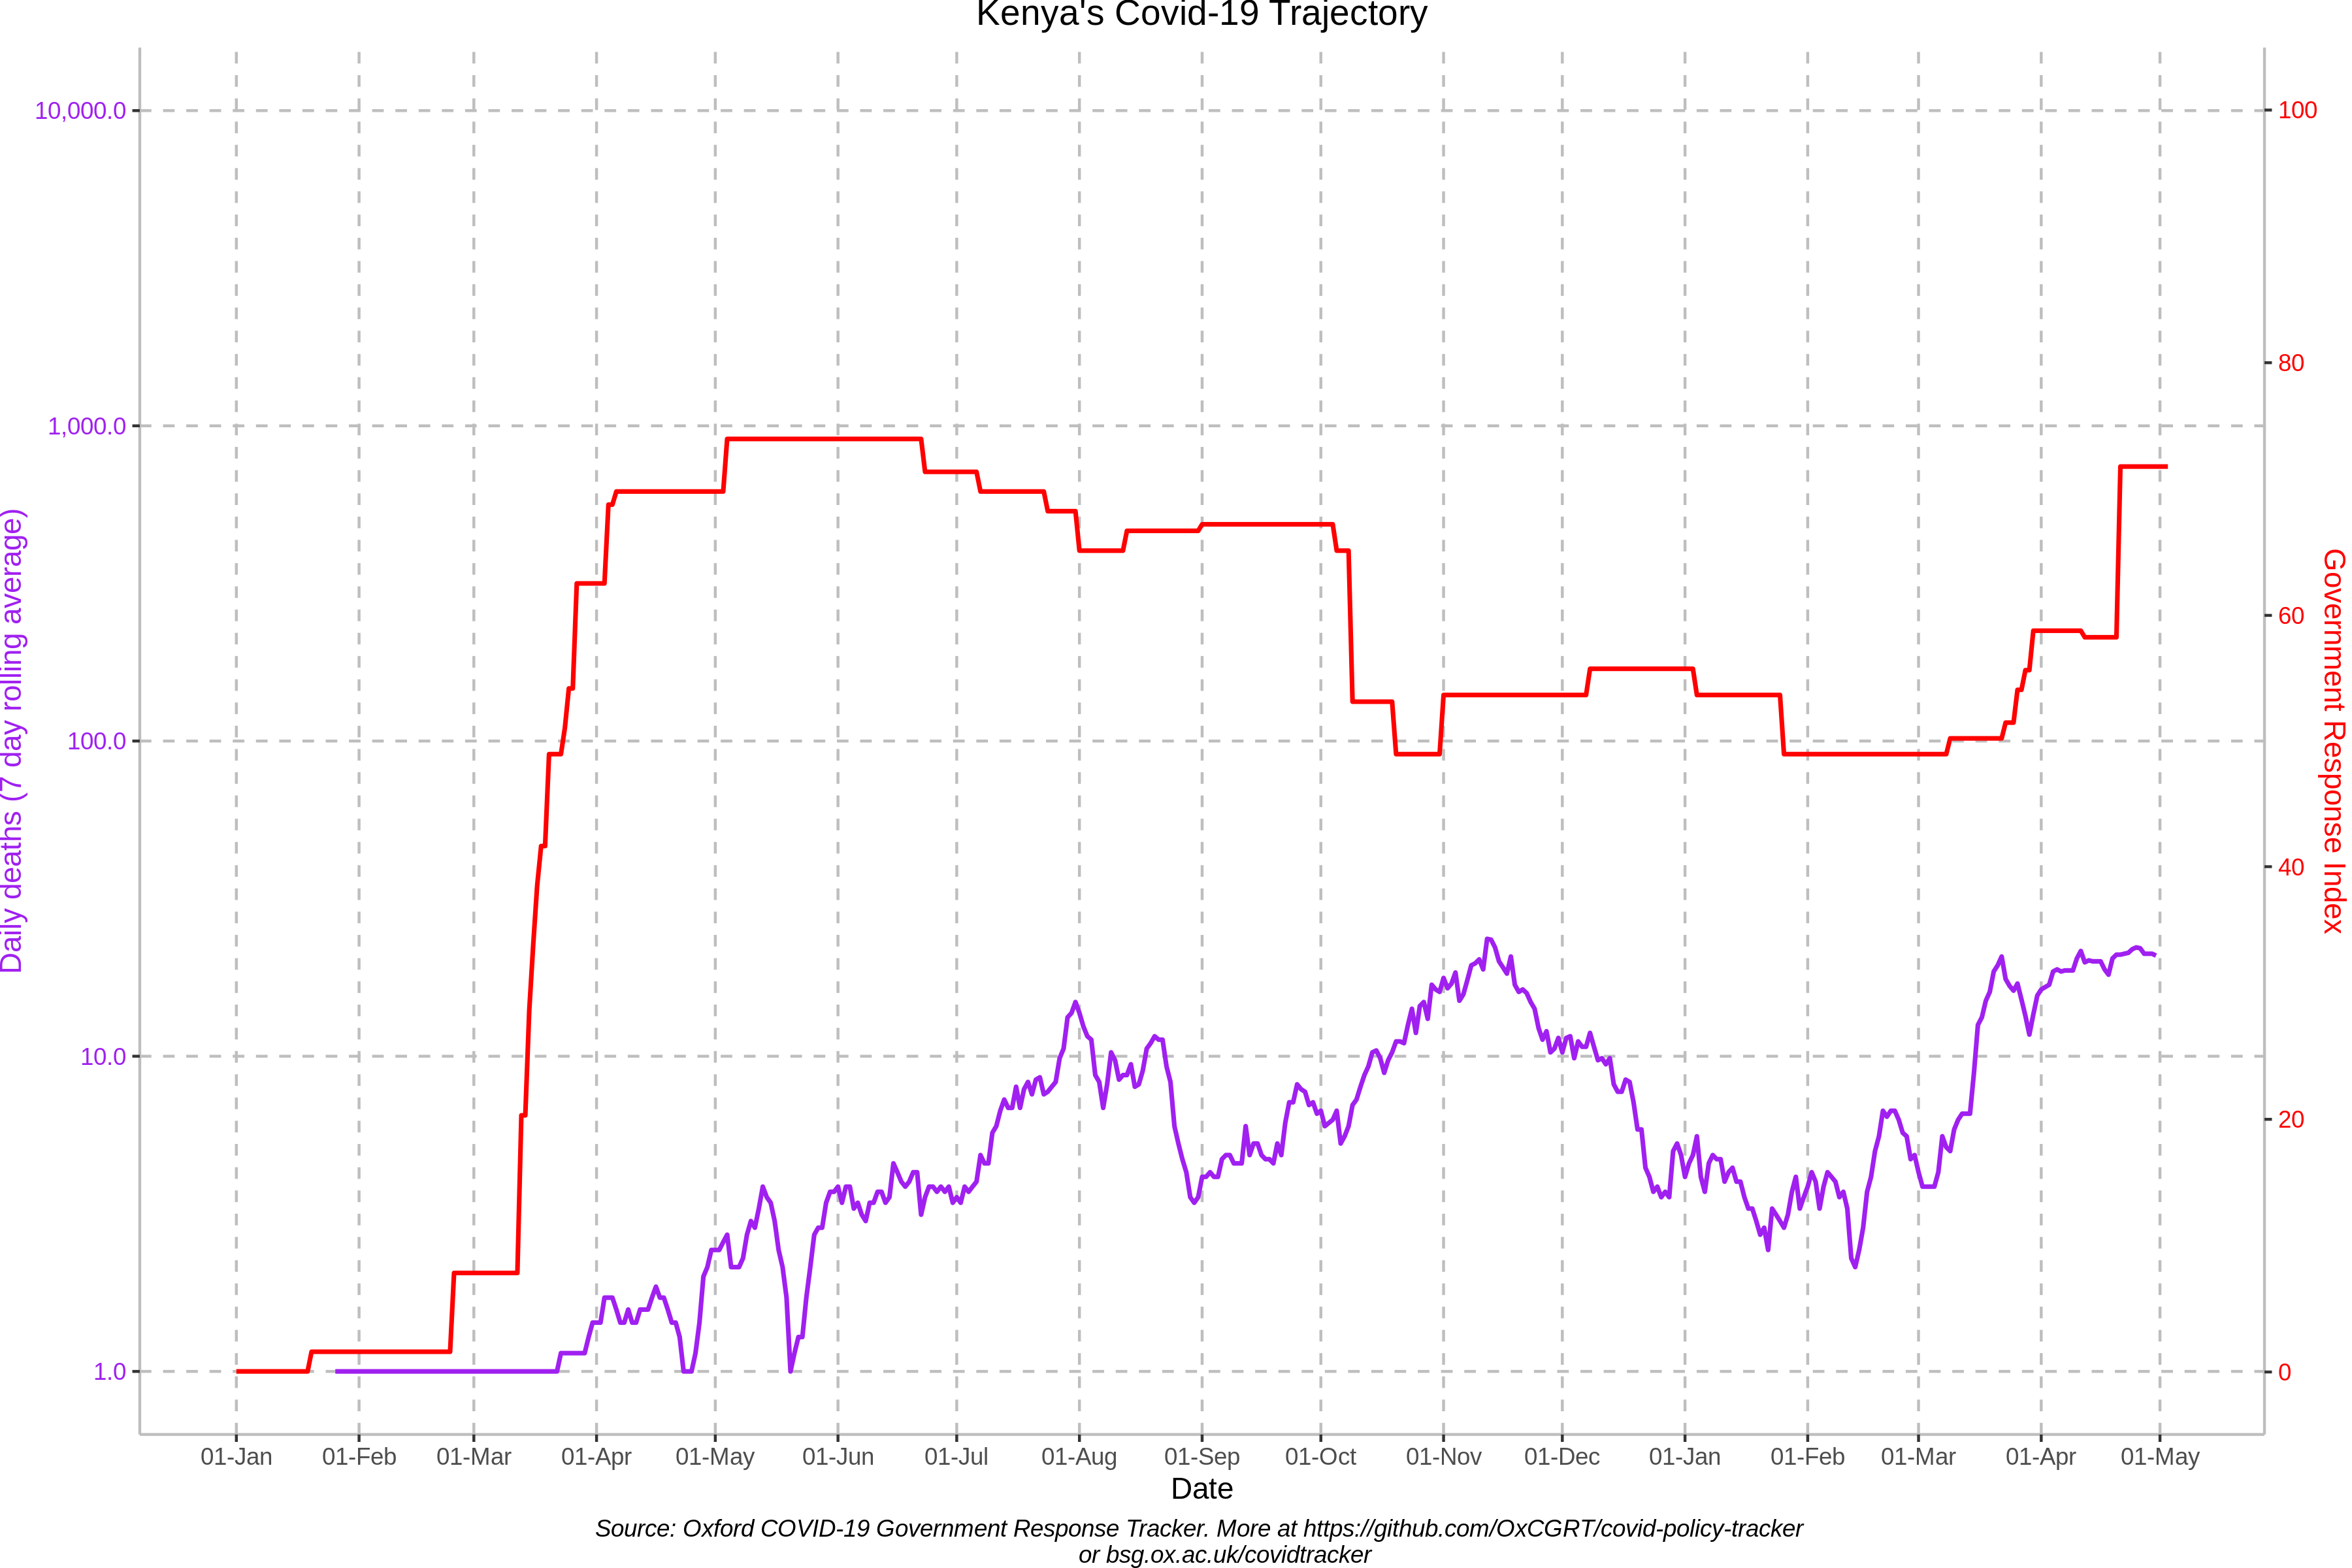 Kenya's Covid-19 Trajectory
10,000.0
1,000.0
100.0
10.0
1.0
Daily deaths (7 day rolling average)
100
80
60
40
20
0
Government Response Index
01-Jan 01-Feb 01-Mar 01-Apr 01-May 01-Jun 01-Jul 01-Aug 01-Sep 01-Oct 01-Nov 01-Dec 01-Jan 01-Feb 01-Mar 01-Apr 01-May
Date
Source: Oxford COVID-19 Government Response Tracker. More at https://github.com/OxCGRT/covid-policy-tracker
or bsg.ox.ac.uk/covidtracker